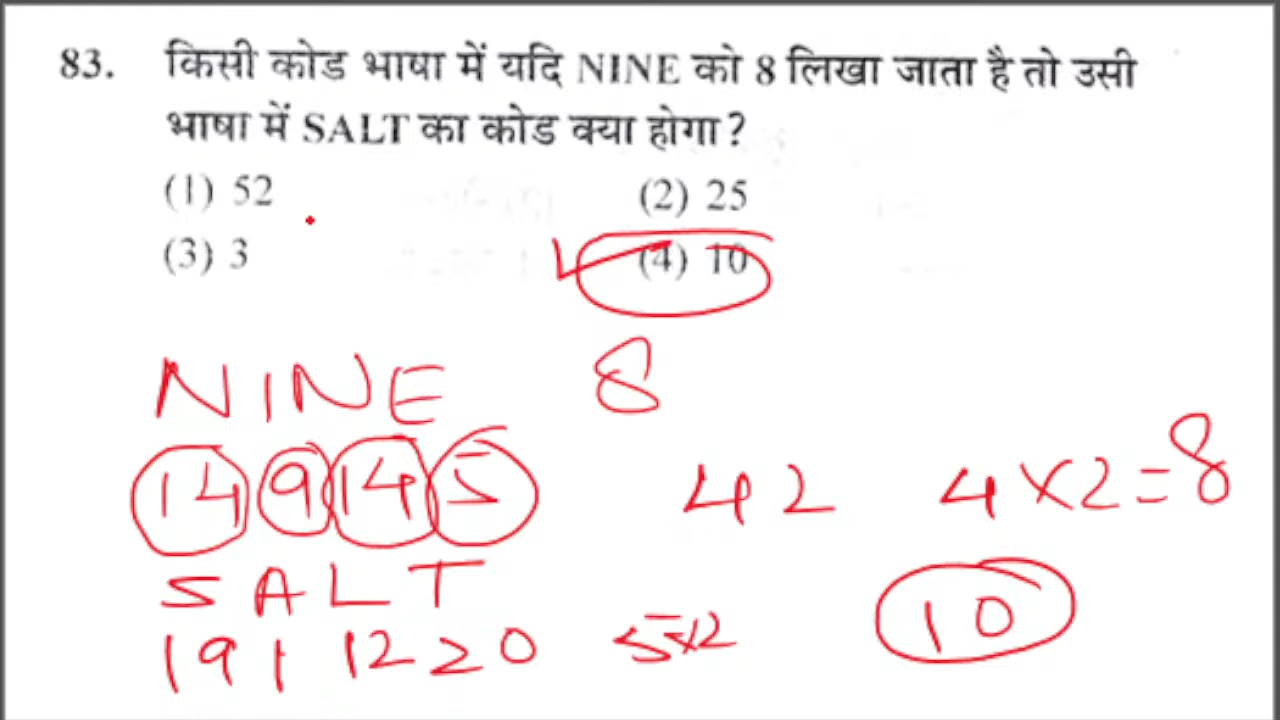 83. किसी कोड भाषा में यदि NINE को 8 लिखा जाता है तो उसी
भाषा में SALT का कोड क्या होगा?
(1) 52 (2) 25
(3) 3 (4) 10
NINE 8
14 9 14 5 42 4×2=8
SALT
19 1 12 20 5×2 10